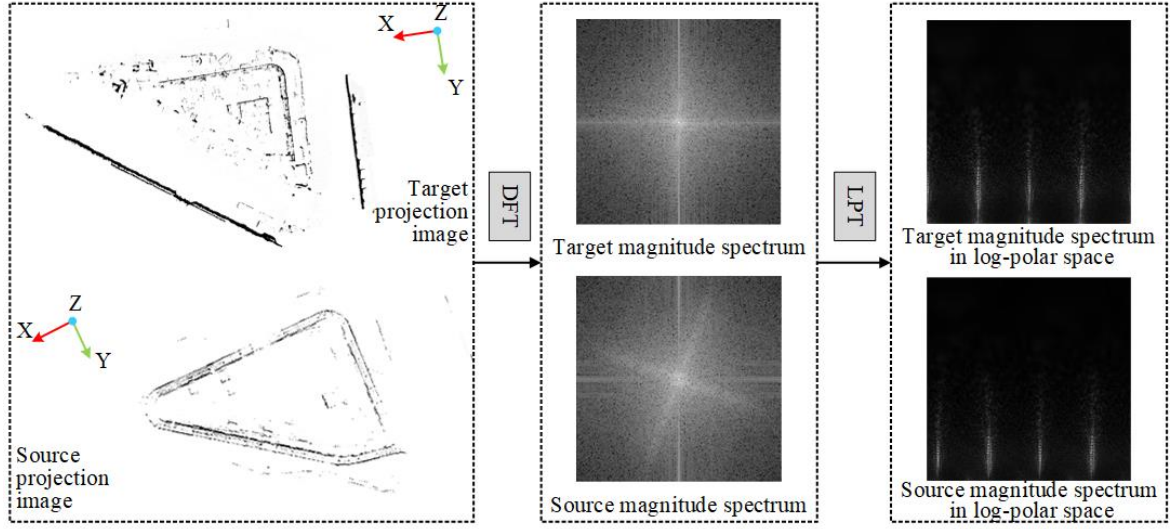 Z
X
Y
Target
projection
image
Z
X
Y
Source
projection
image
DFT
Target magnitude spectrum
Source magnitude spectrum
LPT
Target magnitude spectrum
in log-polar space
Source magnitude spectrum
in log-polar space